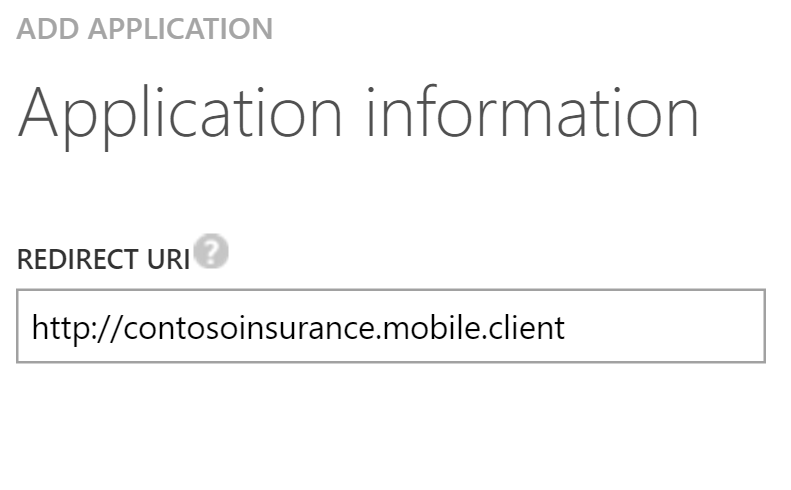 ADD APPLICATION
Application information
REDIRECT URI ?
http://contosoinsurance.mobile.client